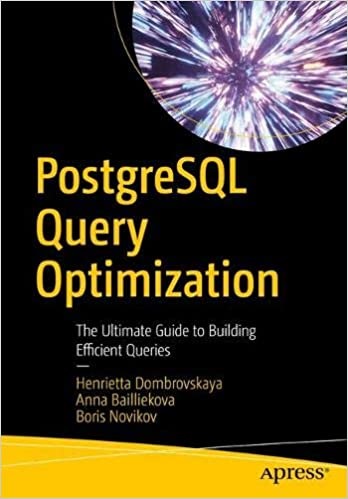 PostgreSQL
Query
Optimization
The Ultimate Guide to Building
Efficient Queries
—
Henrietta Dombrovskaya
Anna Bailliekova
Boris Novikov
Apress®